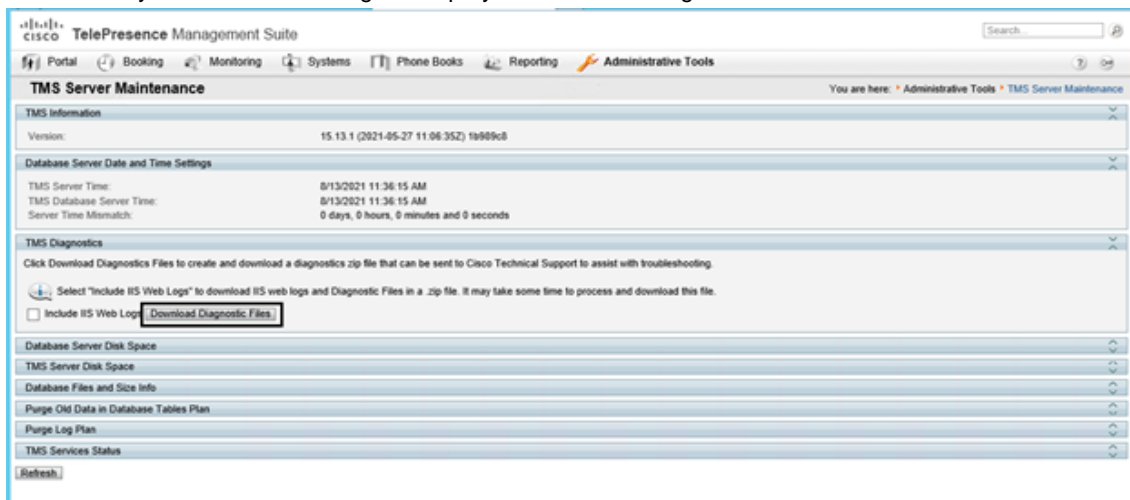 cisco TelePresence Management Suite
Search...
Portal Booking Monitoring Systems Phone Books Reporting Administrative Tools
TMS Server Maintenance
You are here: Administrative Tools TMS Server Maintenance
TMS Information
Version: 15.13.1 (2021-05-27 11:06:35Z) 1b989c8
Database Server Date and Time Settings
TMS Server Time: 8/13/2021 11:36:15 AM
TMS Database Server Time: 8/13/2021 11:36:15 AM
Server Time Mismatch: 0 days, 0 hours, 0 minutes and 0 seconds
TMS Diagnostics
Click Download Diagnostics Files to create and download a diagnostics zip file that can be sent to Cisco Technical Support to assist with troubleshooting.
Select "Include IIS Web Logs" to download IIS web logs and Diagnostic Files in a .zip file. It may take some time to process and download this file.
Include IIS Web Logs Download Diagnostic Files
Database Server Disk Space
TMS Server Disk Space
Database Files and Size Info
Purge Old Data in Database Tables Plan
Purge Log Plan
TMS Services Status
Refresh